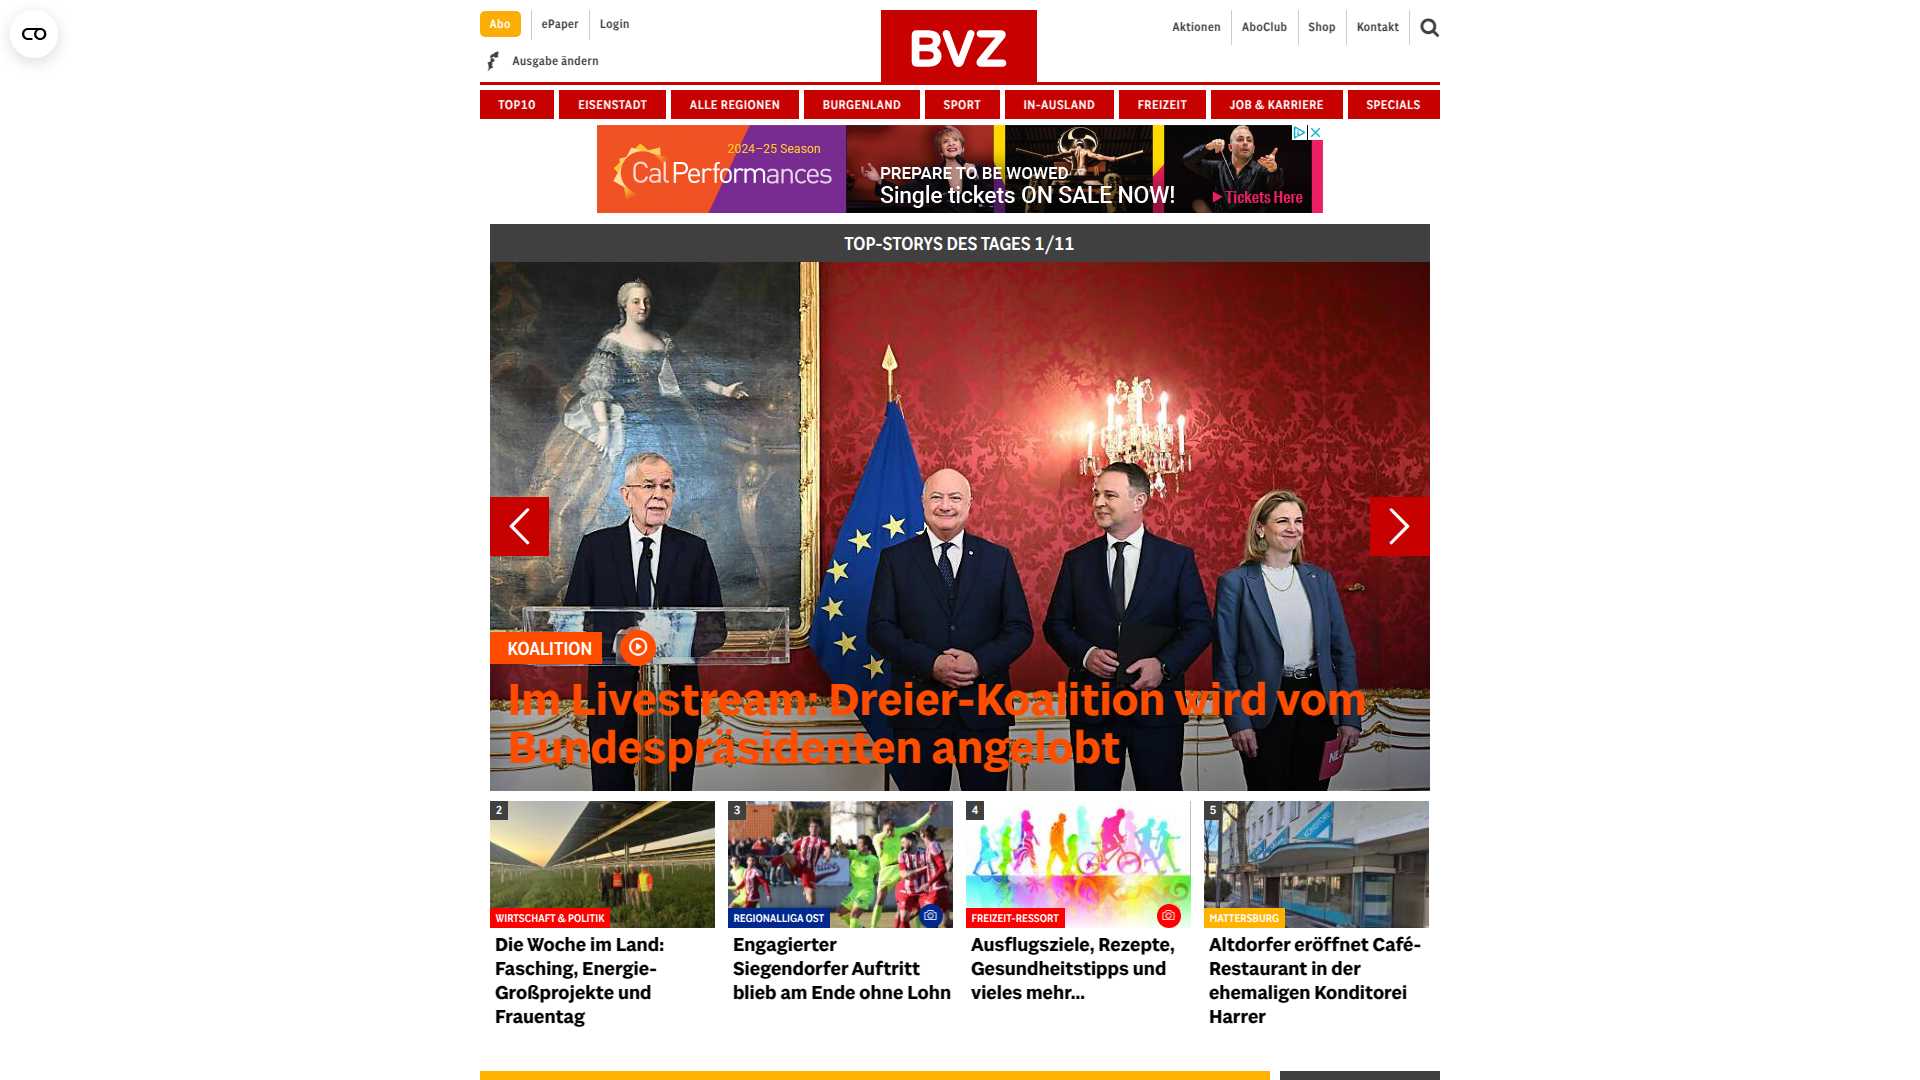 Abo
ePaper
Login
Aktionen
AboClub
Shop
Kontakt
Ausgabe ändern
BVZ
TOP10
EISENSTADT
ALLE REGIONEN
BURGENLAND
SPORT
IN-AUSLAND
FREIZEIT
JOB & KARRIERE
SPECIALS
2024–25 Season
Cal Performances
PREPARE TO BE WOWED
Single tickets ON SALE NOW!
Tickets Here
TOP-STORYS DES TAGES 1/11
KOALITION
Im Livestream: Dreier-Koalition wird vom
Bundespräsidenten angelobt
2
WIRTSCHAFT & POLITIK
Die Woche im Land:
Fasching, Energie-
Großprojekte und
Frauentag
3
REGIONALLIGA OST
Engagierter
Siegendorfer Auftritt
blieb am Ende ohne Lohn
4
FREIZEIT-RESSORT
Ausflugsziele, Rezepte,
Gesundheitstipps und
vieles mehr...
5
MATTERSBURG
Altdorfer eröffnet Café-
Restaurant in der
ehemaligen Konditorei
Harrer